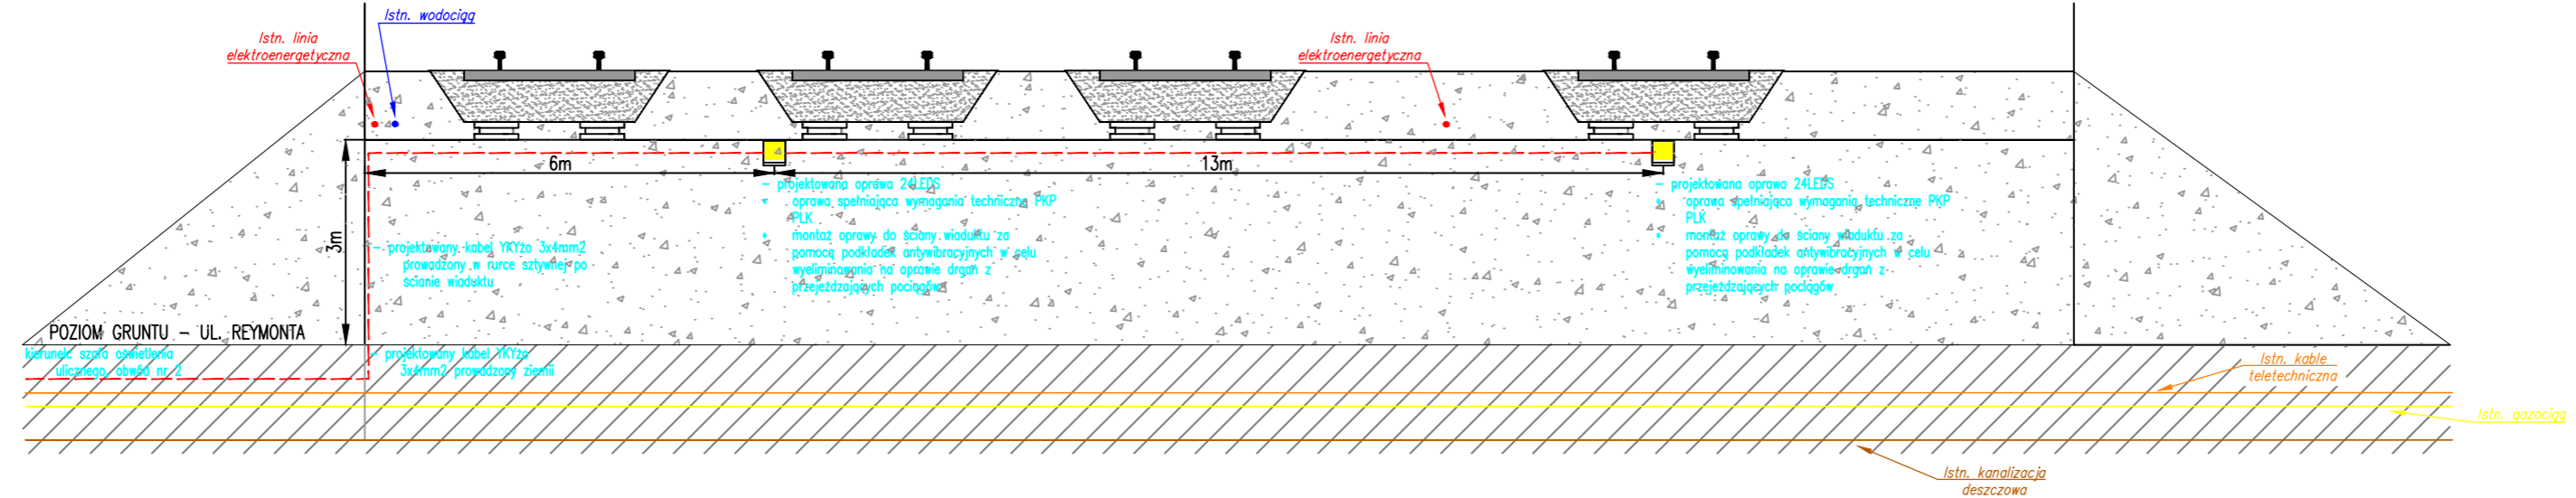 Istn. wodociąg
Istn. linia
elektroenergetyczna
Istn. linia
elektroenergetyczna
6m
13m
3m
- projektowana oprawa 24LEDS
• oprawa spełniająca wymagania techniczne PKP
PLK
• montaż oprawy do ściany wiaduktu za
pomocą podkładek antywibracyjnych w celu
wyeliminowania na oprawie drgań z
przejeżdzających pociągów
- projektowana oprawa 24LEDS
• oprawa spełniająca wymagania techniczne PKP
PLK
• montaż oprawy do ściany wiaduktu za
pomocą podkładek antywibracyjnych w celu
wyeliminowania na oprawie drgań z
przejeżdzających pociągów
- projektowany kabel YKYżo 3x4mm2
prowadzony w rurce sztywnej po
ścianie wiaduktu
POZIOM GRUNTU - UL. REYMONTA
kierunek: szafa oświetlenia
ulicznego, obwód nr 2
- projektowany kabel YKYżo
3x4mm2 prowadzony ziemii
Istn. kable
teletechniczna
Istn. gazociąg
Istn. kanalizacja
deszczowa